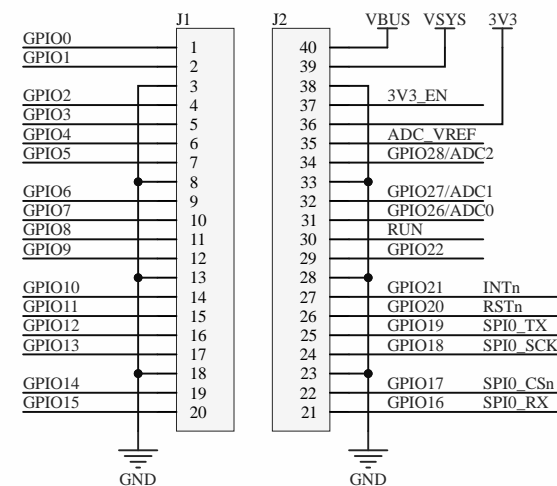 J1 J2 VBUS VSYS 3V3
GPIO0 1 40
GPIO1 2 39
3 38
GPIO2 4 37 3V3_EN
GPIO3 5 36
GPIO4 6 35 ADC_VREF
GPIO5 7 34 GPIO28/ADC2
8 33
GPIO6 9 32 GPIO27/ADC1
GPIO7 10 31 GPIO26/ADC0
GPIO8 11 30 RUN
GPIO9 12 29 GPIO22
13 28
GPIO10 14 27 GPIO21 INTn
GPIO11 15 26 GPIO20 RSTn
GPIO12 16 25 GPIO19 SPI0_TX
GPIO13 17 24 GPIO18 SPI0_SCK
18 23
GPIO14 19 22 GPIO17 SPI0_CSn
GPIO15 20 21 GPIO16 SPI0_RX
GND GND